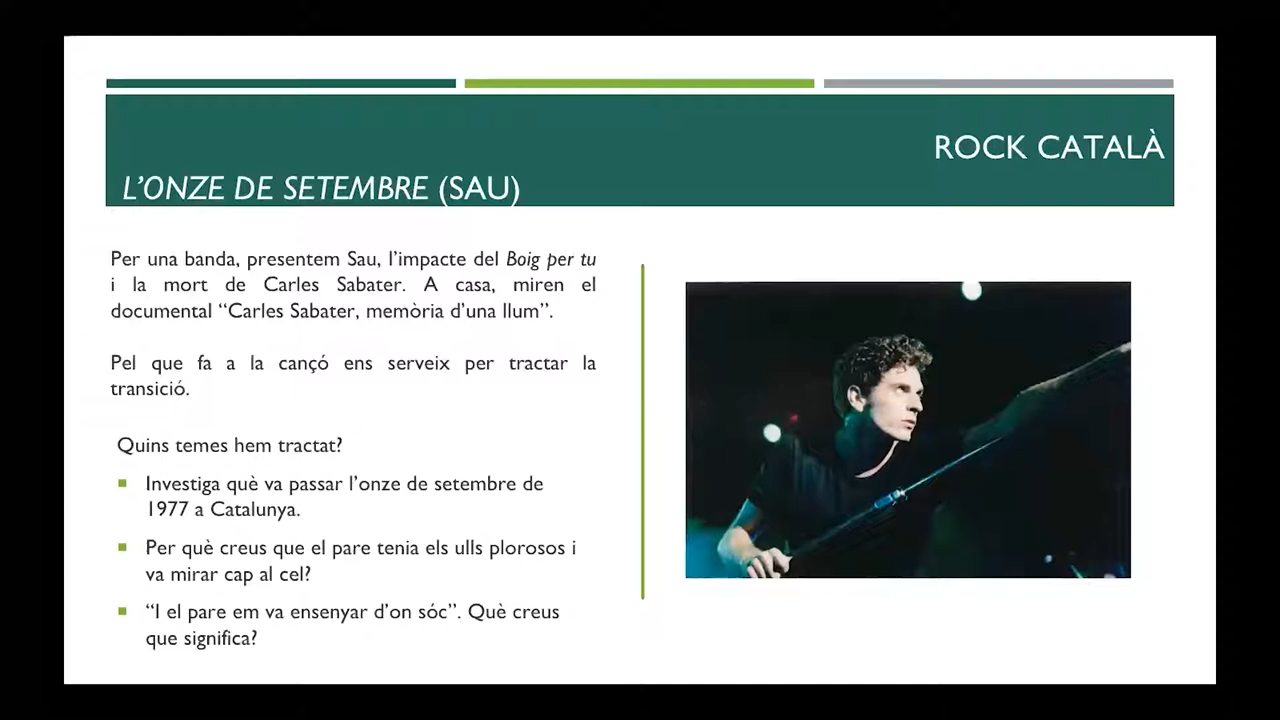 ROCK CATALÀ
L'ONZE DE SETEMBRE (SAU)
Per una banda, presentem Sau, l'impacte del Boig per tu
i la mort de Carles Sabater. A casa, miren el
documental “Carles Sabater, memòria d'una llum”.
Pel que fa a la cançó ens serveix per tractar la
transició.
Quins temes hem tractat?
Investiga què va passar l'onze de setembre de
1977 a Catalunya.
Per què creus que el pare tenia els ulls plorosos i
va mirar cap al cel?
“I el pare em va ensenyar d'on sóc”. Què creus
que significa?